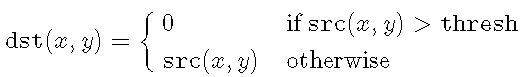 dst(x, y) = { 0 if src(x, y) > thresh
src(x, y) otherwise